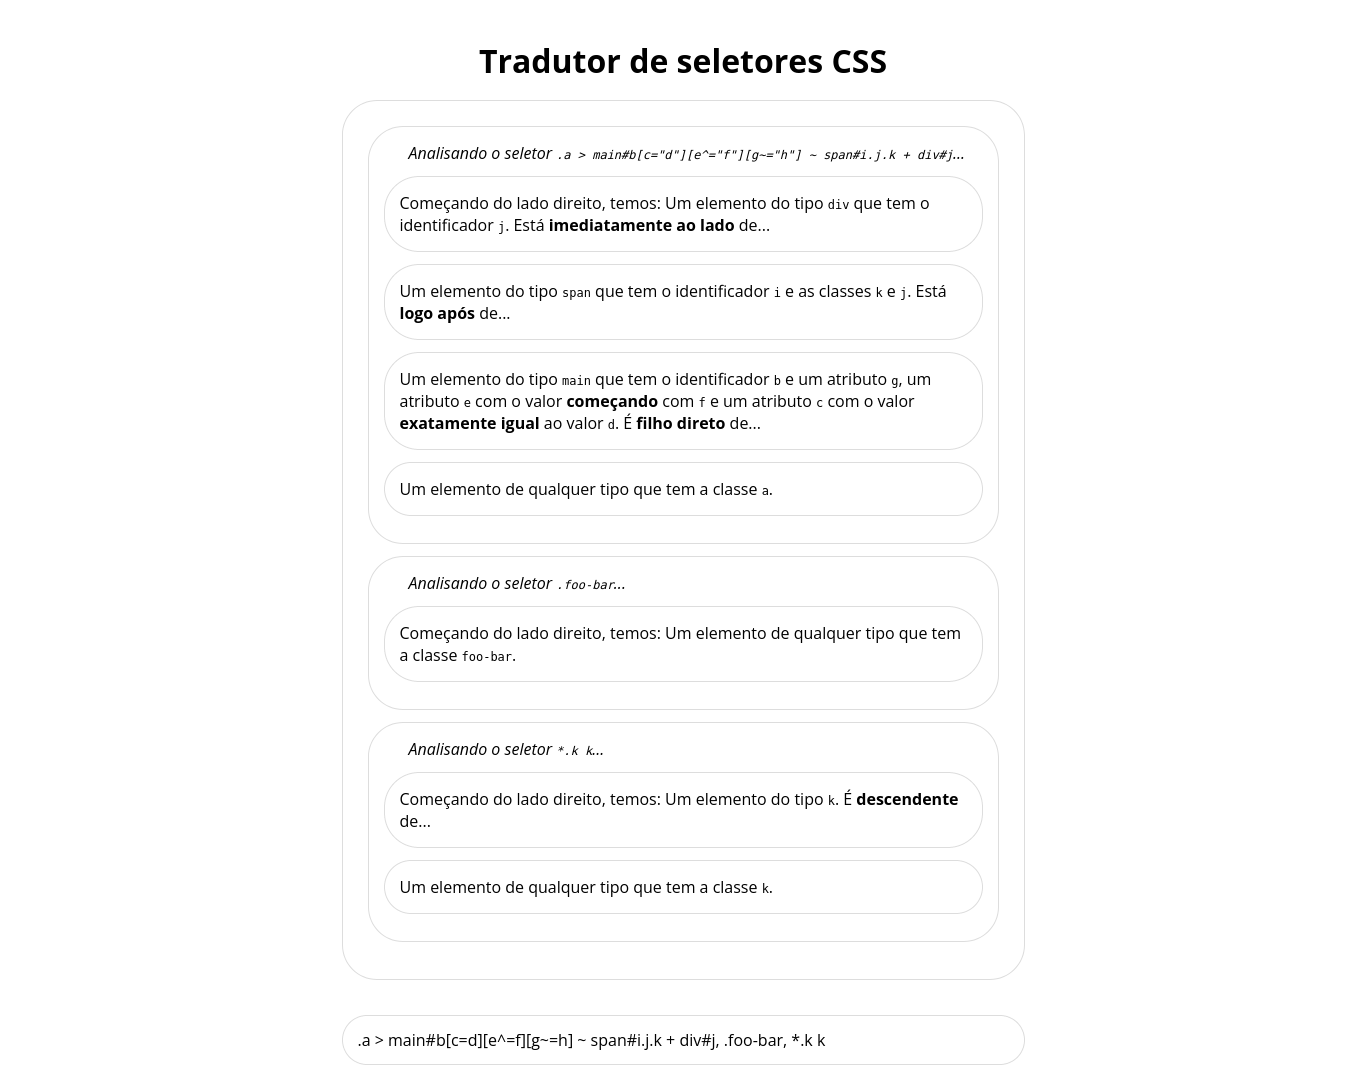 Tradutor de seletores CSS
Analisando o seletor .a > main#b[c="d"][e^="f"][g~="h"] ~ span#i.j.k + div#j...
Começando do lado direito, temos: Um elemento do tipo div que tem o
identificador j. Está imediatamente ao lado de...
Um elemento do tipo span que tem o identificador i e as classes k e j. Está
logo após de...
Um elemento do tipo main que tem o identificador b e um atributo g, um
atributo e com o valor começando com f e um atributo c com o valor
exatamente igual ao valor d. É filho direto de...
Um elemento de qualquer tipo que tem a classe a.
Analisando o seletor .foo-bar...
Começando do lado direito, temos: Um elemento de qualquer tipo que tem
a classe foo-bar.
Analisando o seletor *.k k...
Começando do lado direito, temos: Um elemento do tipo k. É descendente
de...
Um elemento de qualquer tipo que tem a classe k.
.a > main#b[c=d][e^=f][g~=h] ~ span#i.j.k + div#j, .foo-bar, *.k k